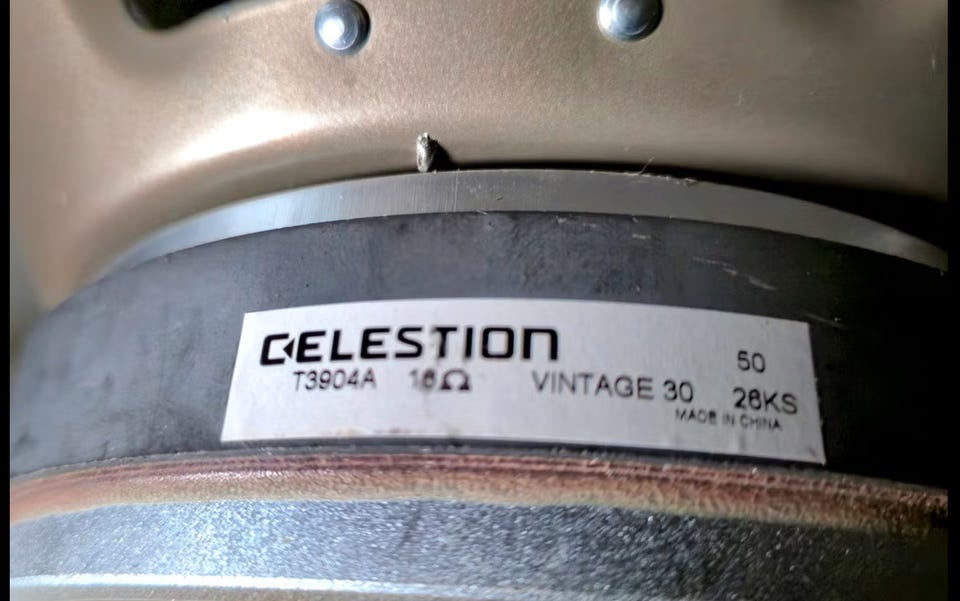 CELESTION
50
T3904A 16Ω VINTAGE 30 26KS
MADE IN CHINA